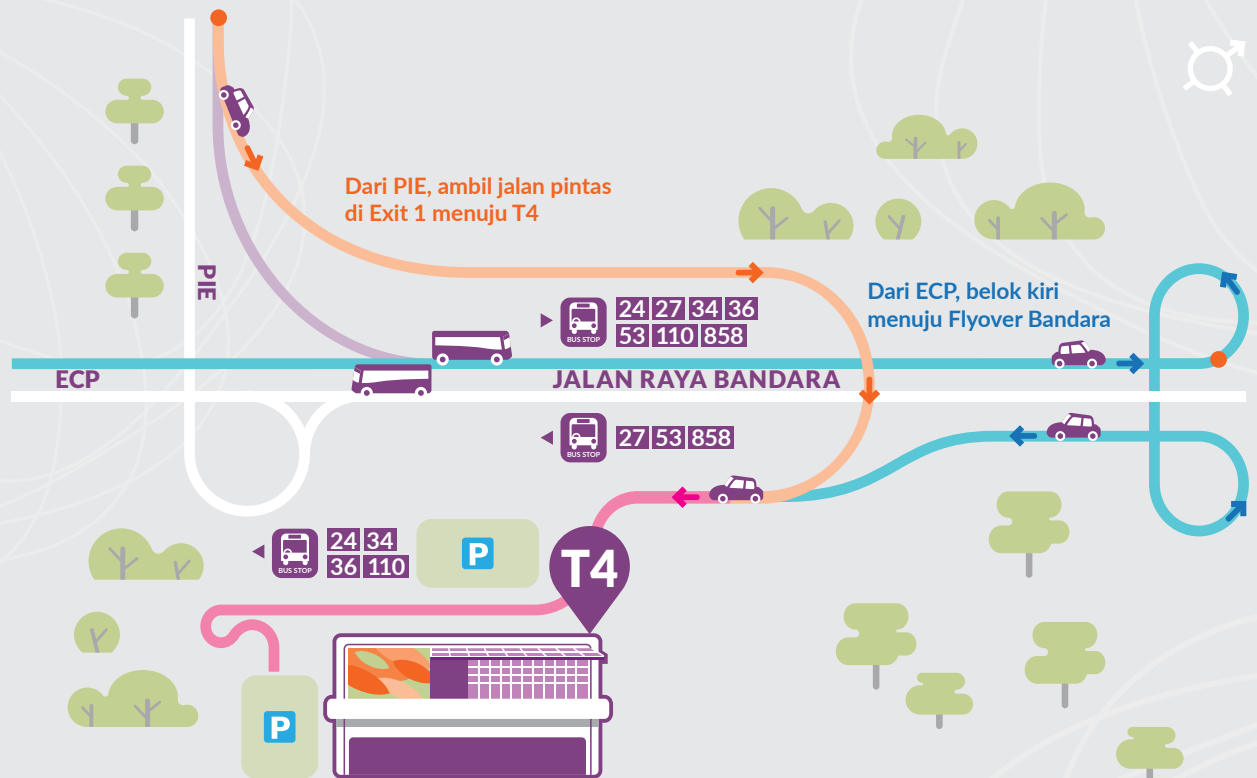 Dari PIE, ambil jalan pintas
di Exit 1 menuju T4
PIE
Dari ECP, belok kiri
menuju Flyover Bandara
BUS STOP
24 27 34 36
53 110 858
ECP
JALAN RAYA BANDARA
BUS STOP
27 53 858
BUS STOP
24 34
36 110
P
T4
P